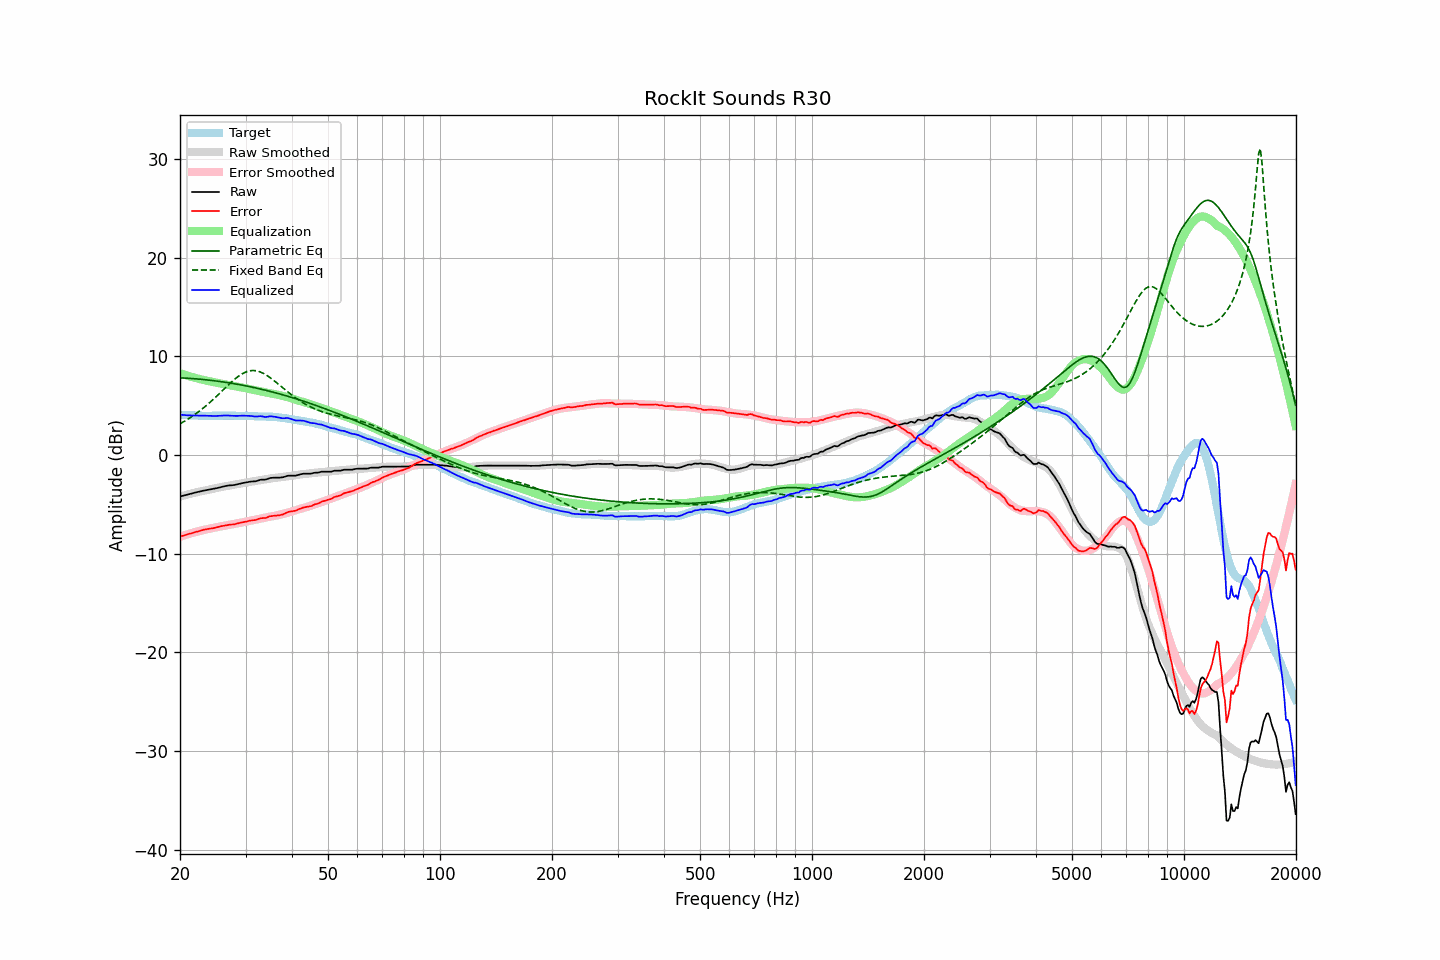 RockIt Sounds R30
Target
Raw Smoothed
Error Smoothed
Raw
Error
Equalization
Parametric Eq
Fixed Band Eq
Equalized
30
20
10
0
−10
−20
−30
−40
Amplitude (dBr)
20 50 100 200 500 1000 2000 5000 10000 20000
Frequency (Hz)